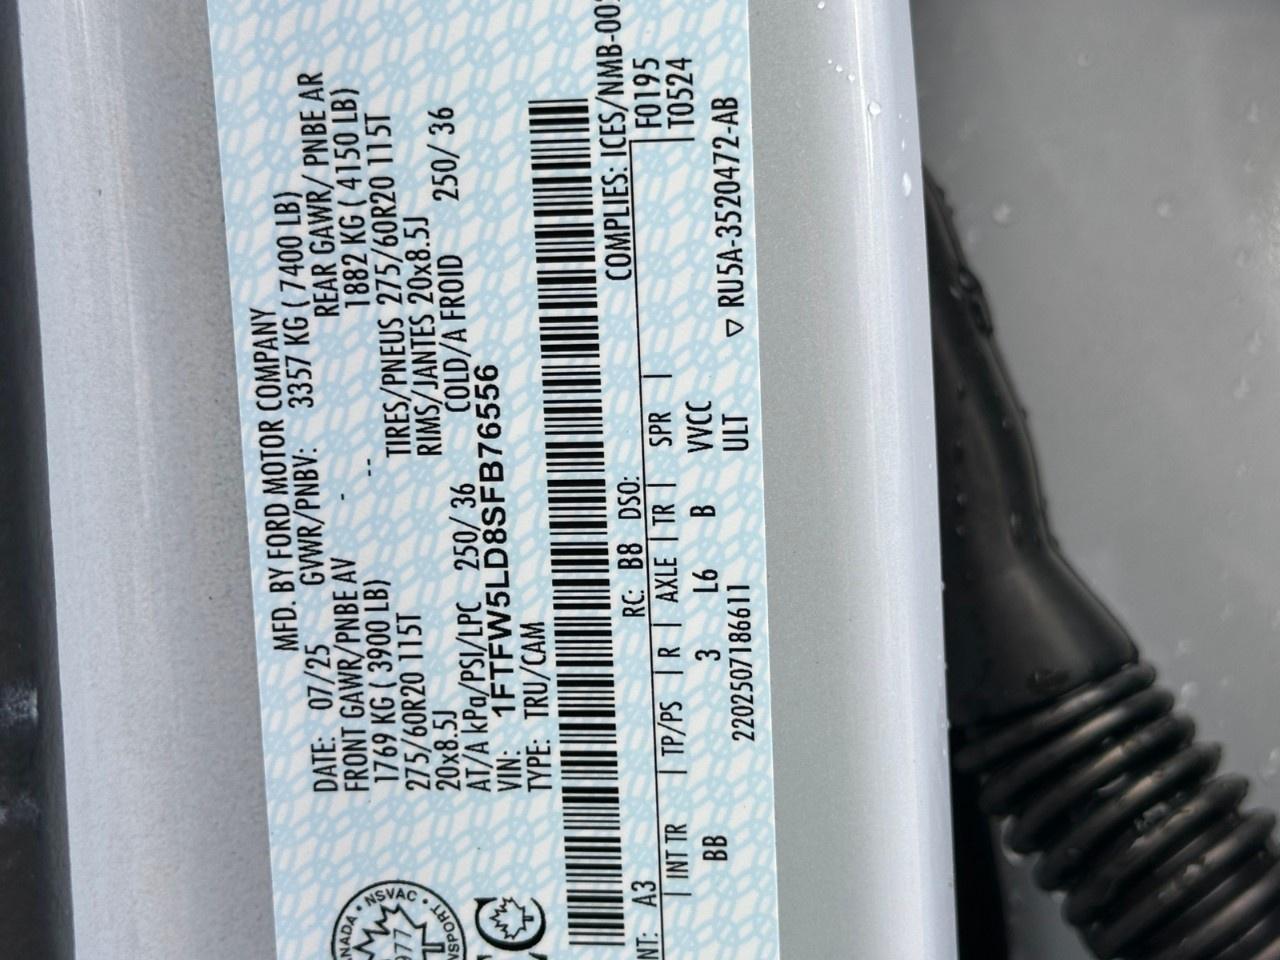 MFD. BY FORD MOTOR COMPANY
DATE: 07/25 GVWR/PNBV: 3357 KG ( 7400 LB)
FRONT GAWR/PNBE AV - REAR GAWR/ PNBE AR
1769 KG ( 3900 LB) -- 1882 KG ( 4150 LB)
275/60R20 115T TIRES/PNEUS 275/60R20 115T
20x8.5J RIMS/JANTES 20x8.5J
AT/A kPa/PSI/LPC 250/ 36 COLD/A FROID 250/ 36
VIN: 1FTFW5LD8SFB76556
TYPE: TRU/CAM
NSVAC
COMPLIES: ICES/NMB-00
A3 RC: B8 DSO: F0195
INT TR TP/PS R AXLE TR SPR T0524
BB 3 L6 B VVCC
2202507186611 ULT ▽ RU5A-3520472-AB